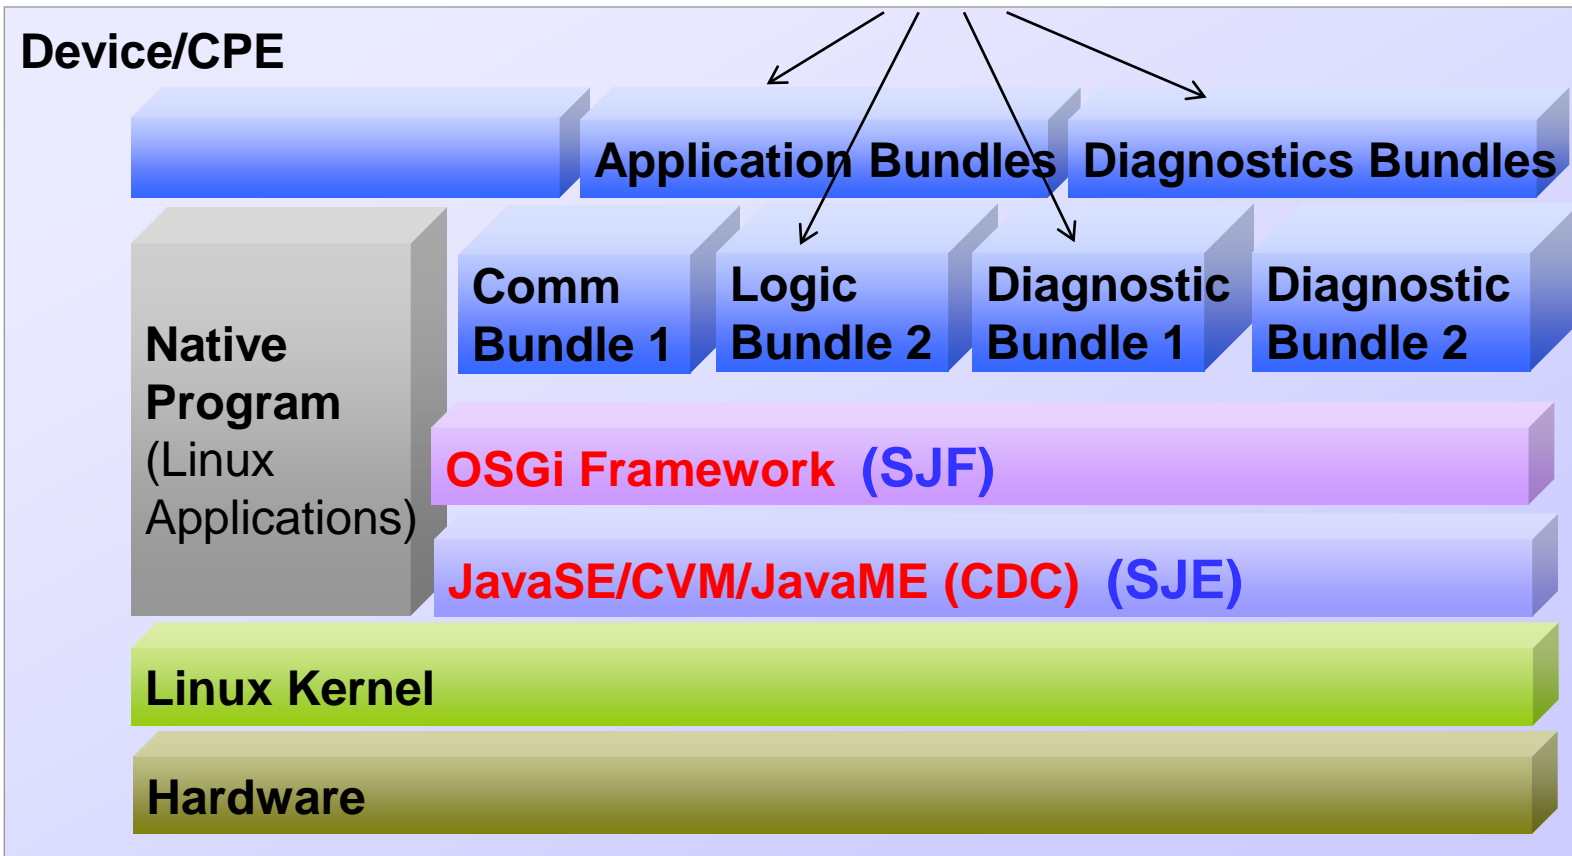 Device/CPE
Application Bundles
Diagnostics Bundles
Comm
Bundle 1
Logic
Bundle 2
Diagnostic
Bundle 1
Diagnostic
Bundle 2
Native
Program
(Linux
Applications)
OSGi Framework (SJF)
JavaSE/CVM/JavaME (CDC) (SJE)
Linux Kernel
Hardware